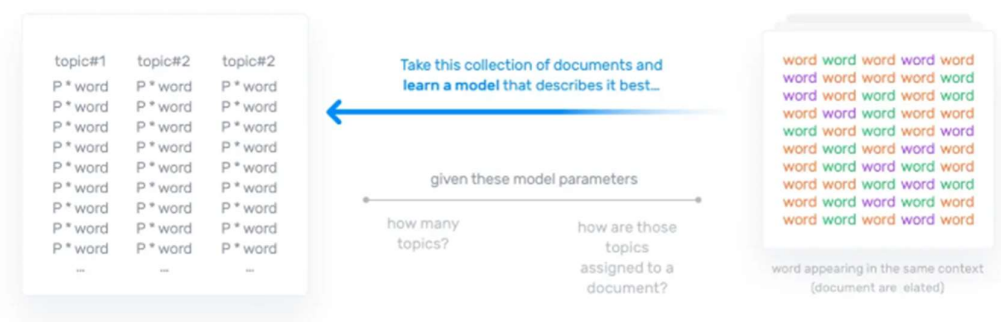 topic#1 topic#2 topic#2
P * word P * word P * word
P * word P * word P * word
P * word P * word P * word
P * word P * word P * word
P * word P * word P * word
P * word P * word P * word
P * word P * word P * word
P * word P * word P * word
P * word P * word P * word
... ... ...
Take this collection of documents and
learn a model that describes it best...
given these model parameters
how many
topics?
how are those
topics
assigned to a
document?
word word word word word
word word word word word
word word word word word
word word word word word
word word word word word
word word word word word
word word word word word
word word word word word
word word word word word
word word word word word
word appearing in the same context
(document are elated)